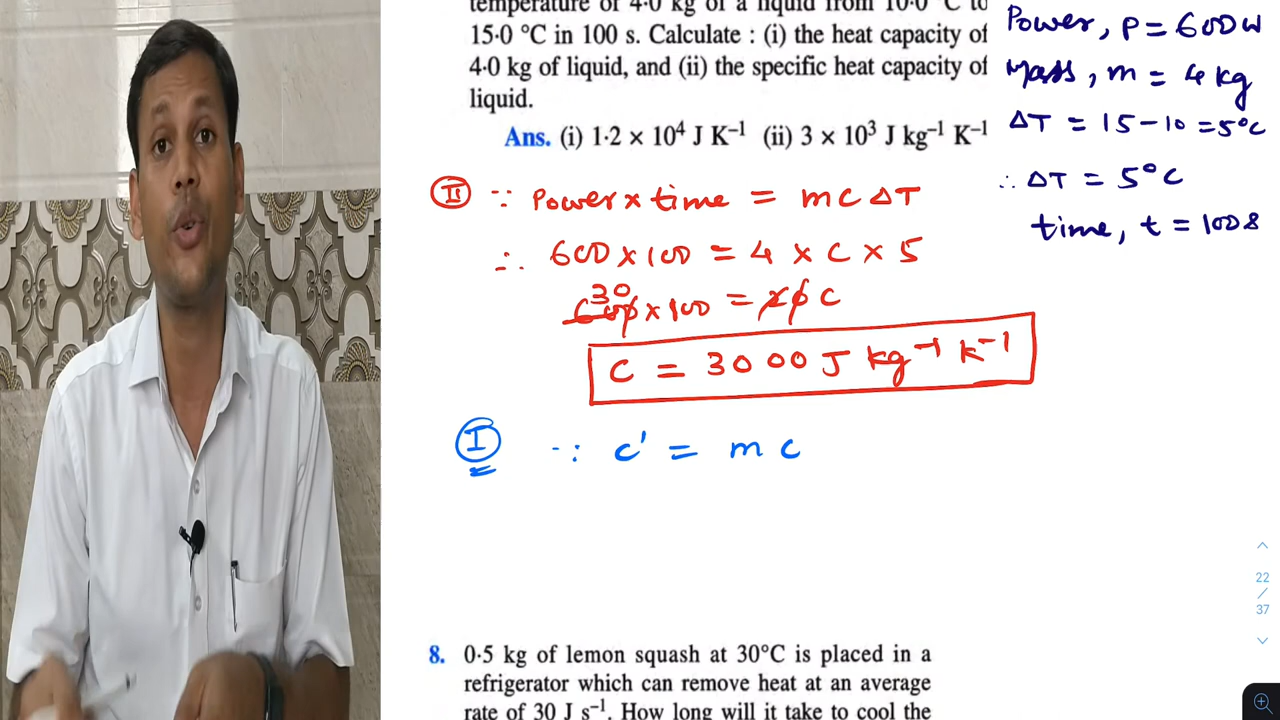 temperature of 4·0 kg of a liquid from 10·0 °C to
15·0 °C in 100 s. Calculate : (i) the heat capacity of
4·0 kg of liquid, and (ii) the specific heat capacity of
liquid.
Ans. (i) 1·2 × 10⁴ J K⁻¹ (ii) 3 × 10³ J kg⁻¹ K⁻¹
Power, P = 600W
Mass, m = 4 kg
ΔT = 15 – 10 = 5°C
∴ ΔT = 5°C
time, t = 100s
II ∵ Power × time = mcΔT
∴ 600 × 100 = 4 × C × 5
30
600 × 100 = 20 C
C = 3000 J kg⁻¹ K⁻¹
I ∵ c' = mc
8. 0·5 kg of lemon squash at 30°C is placed in a
refrigerator which can remove heat at an average
rate of 30 J s⁻¹. How long will it take to cool the
22
/
37